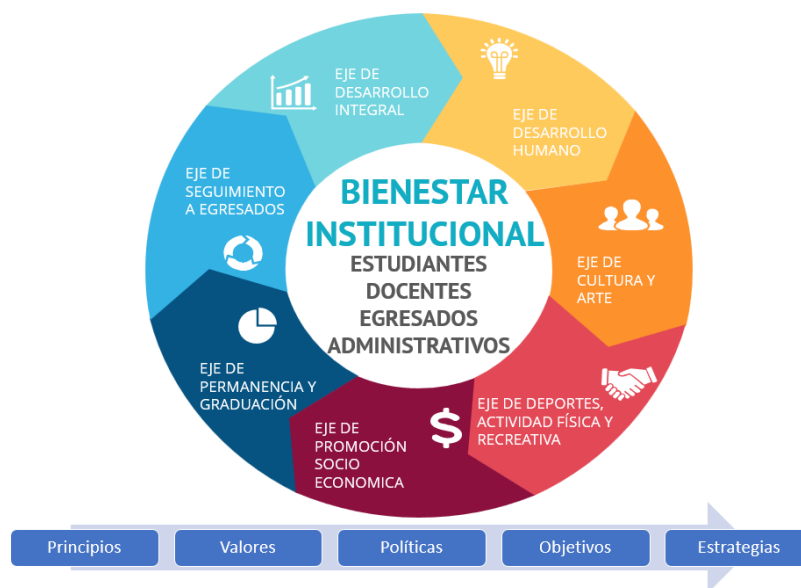 BIENESTAR
INSTITUCIONAL
ESTUDIANTES
DOCENTES
EGRESADOS
ADMINISTRATIVOS
EJE DE
DESARROLLO
INTEGRAL
EJE DE
DESARROLLO
HUMANO
EJE DE
CULTURA Y
ARTE
EJE DE DEPORTES,
ACTIVIDAD FÍSICA Y
RECREATIVA
EJE DE
PROMOCIÓN
SOCIO
ECONOMICA
EJE DE
PERMANENCIA Y
GRADUACIÓN
EJE DE
SEGUIMIENTO
A EGRESADOS
$
Principios
Valores
Políticas
Objetivos
Estrategias